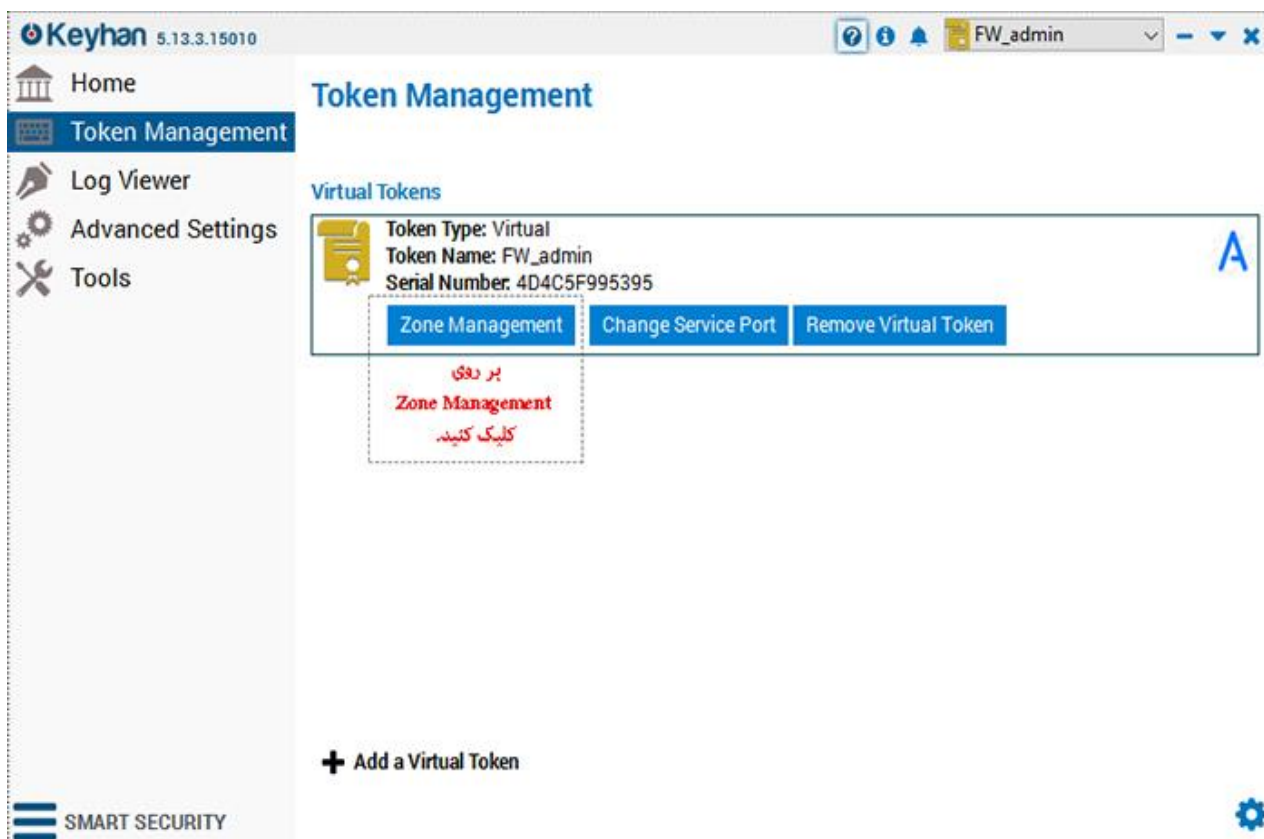 Keyhan 5.13.3.15010
FW_admin
Home
Token Management
Log Viewer
Advanced Settings
Tools
Token Management
Virtual Tokens
Token Type: Virtual
Token Name: FW_admin
Serial Number: 4D4C5F995395
A
Zone Management Change Service Port Remove Virtual Token
بر روی
Zone Management
کلیک کنید.
Add a Virtual Token
SMART SECURITY